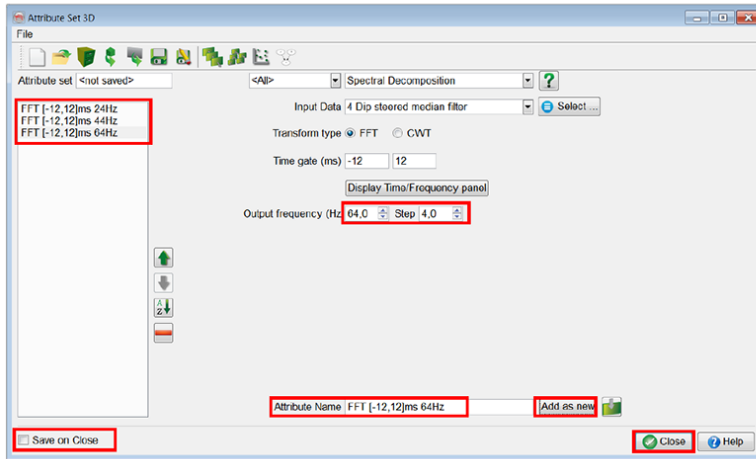 Attribute Set 3D
File
Attribute set <not saved> <All> Spectral Decomposition ?
FFT [-12,12]ms 24Hz
FFT [-12,12]ms 44Hz
FFT [-12,12]ms 64Hz
Input Data 4 Dip steered median filter Select ...
Transform type FFT CWT
Time gate (ms) -12 12
Display Time/Frequency panel
Output frequency (Hz 64,0 Step 4,0
A
Z
Attribute Name FFT [-12,12]ms 64Hz Add as new
Save on Close Close ? Help